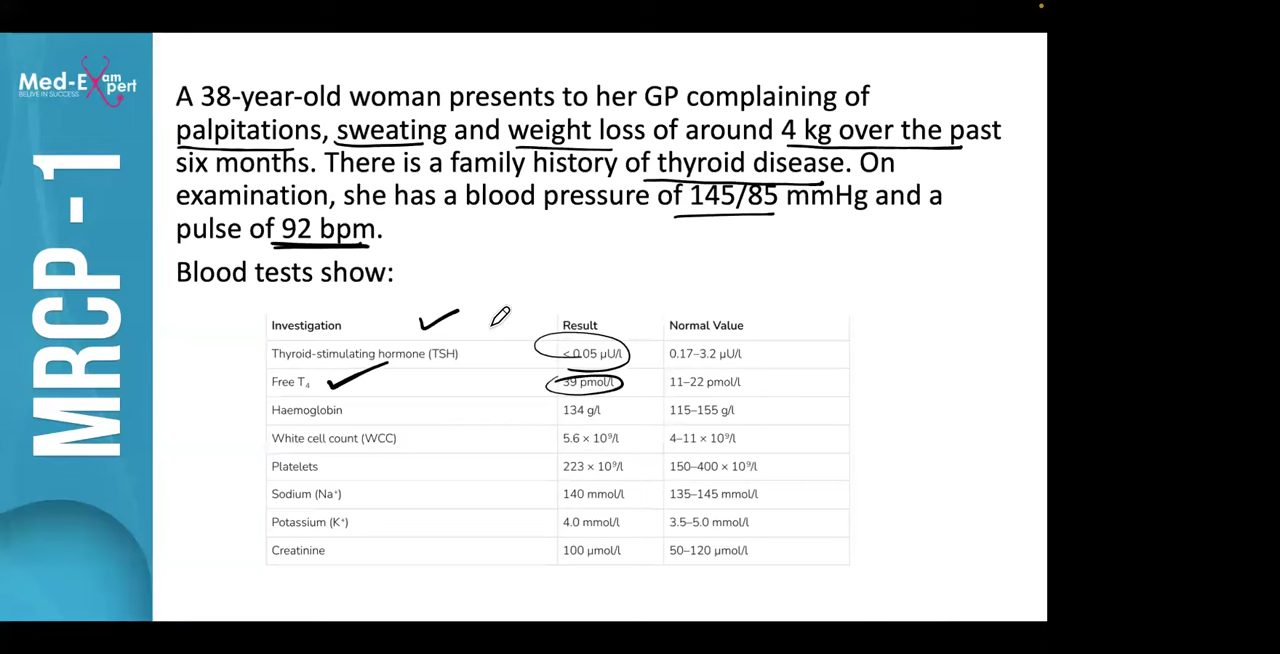 Med-Exam
pert
BELIVE IN SUCCESS
MRCP - 1
A 38-year-old woman presents to her GP complaining of
palpitations, sweating and weight loss of around 4 kg over the past
six months. There is a family history of thyroid disease. On
examination, she has a blood pressure of 145/85 mmHg and a
pulse of 92 bpm.
Blood tests show:
Investigation Result Normal Value
Thyroid-stimulating hormone (TSH) <0.05 μU/l 0.17–3.2 μU/l
Free T₄ 39 pmol/l 11–22 pmol/l
Haemoglobin 134 g/l 115–155 g/l
White cell count (WCC) 5.6 × 10⁹/l 4–11 × 10⁹/l
Platelets 223 × 10⁹/l 150–400 × 10⁹/l
Sodium (Na⁺) 140 mmol/l 135–145 mmol/l
Potassium (K⁺) 4.0 mmol/l 3.5–5.0 mmol/l
Creatinine 100 μmol/l 50–120 μmol/l